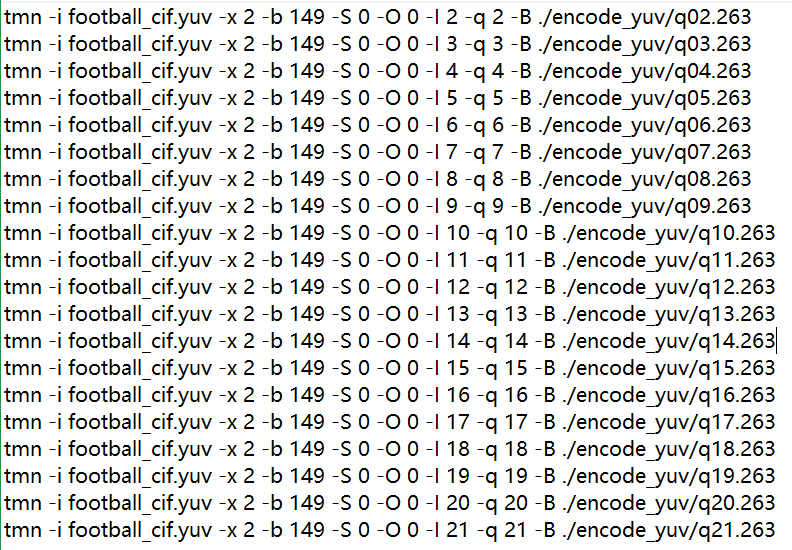 tmn -i football_cif.yuv -x 2 -b 149 -S 0 -O 0 -I 2 -q 2 -B ./encode_yuv/q02.263
tmn -i football_cif.yuv -x 2 -b 149 -S 0 -O 0 -I 3 -q 3 -B ./encode_yuv/q03.263
tmn -i football_cif.yuv -x 2 -b 149 -S 0 -O 0 -I 4 -q 4 -B ./encode_yuv/q04.263
tmn -i football_cif.yuv -x 2 -b 149 -S 0 -O 0 -I 5 -q 5 -B ./encode_yuv/q05.263
tmn -i football_cif.yuv -x 2 -b 149 -S 0 -O 0 -I 6 -q 6 -B ./encode_yuv/q06.263
tmn -i football_cif.yuv -x 2 -b 149 -S 0 -O 0 -I 7 -q 7 -B ./encode_yuv/q07.263
tmn -i football_cif.yuv -x 2 -b 149 -S 0 -O 0 -I 8 -q 8 -B ./encode_yuv/q08.263
tmn -i football_cif.yuv -x 2 -b 149 -S 0 -O 0 -I 9 -q 9 -B ./encode_yuv/q09.263
tmn -i football_cif.yuv -x 2 -b 149 -S 0 -O 0 -I 10 -q 10 -B ./encode_yuv/q10.263
tmn -i football_cif.yuv -x 2 -b 149 -S 0 -O 0 -I 11 -q 11 -B ./encode_yuv/q11.263
tmn -i football_cif.yuv -x 2 -b 149 -S 0 -O 0 -I 12 -q 12 -B ./encode_yuv/q12.263
tmn -i football_cif.yuv -x 2 -b 149 -S 0 -O 0 -I 13 -q 13 -B ./encode_yuv/q13.263
tmn -i football_cif.yuv -x 2 -b 149 -S 0 -O 0 -I 14 -q 14 -B ./encode_yuv/q14.263
tmn -i football_cif.yuv -x 2 -b 149 -S 0 -O 0 -I 15 -q 15 -B ./encode_yuv/q15.263
tmn -i football_cif.yuv -x 2 -b 149 -S 0 -O 0 -I 16 -q 16 -B ./encode_yuv/q16.263
tmn -i football_cif.yuv -x 2 -b 149 -S 0 -O 0 -I 17 -q 17 -B ./encode_yuv/q17.263
tmn -i football_cif.yuv -x 2 -b 149 -S 0 -O 0 -I 18 -q 18 -B ./encode_yuv/q18.263
tmn -i football_cif.yuv -x 2 -b 149 -S 0 -O 0 -I 19 -q 19 -B ./encode_yuv/q19.263
tmn -i football_cif.yuv -x 2 -b 149 -S 0 -O 0 -I 20 -q 20 -B ./encode_yuv/q20.263
tmn -i football_cif.yuv -x 2 -b 149 -S 0 -O 0 -I 21 -q 21 -B ./encode_yuv/q21.263